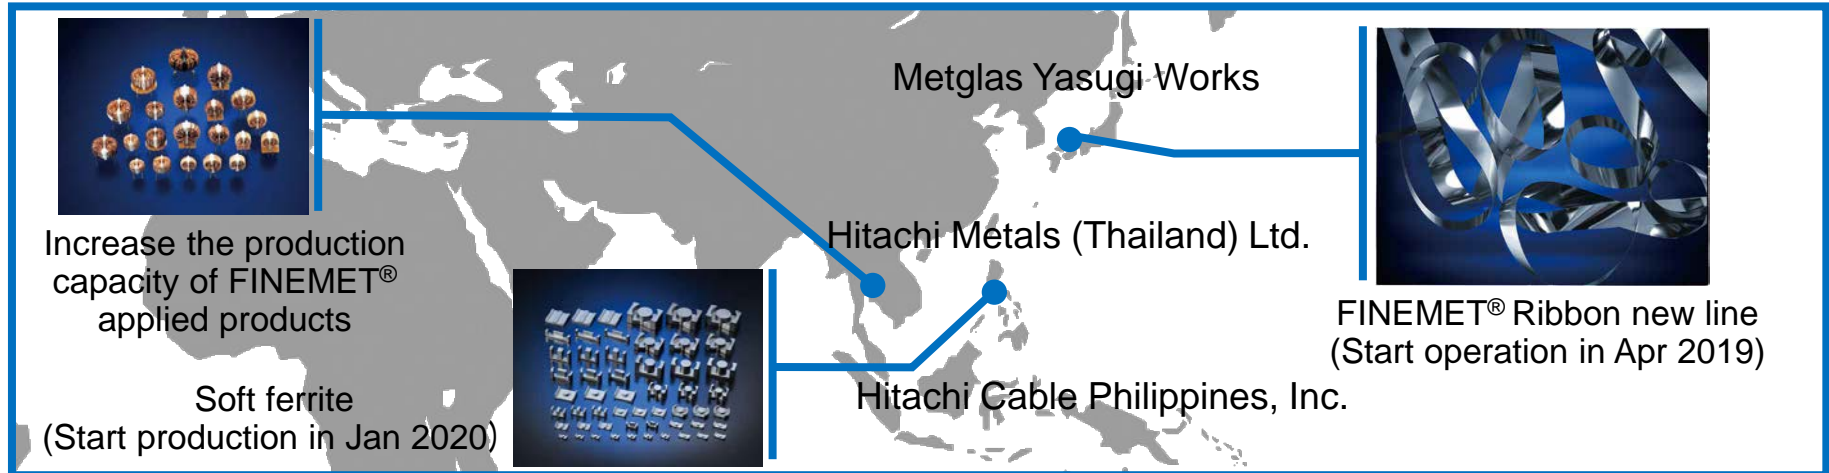 Metglas Yasugi Works
Increase the production
capacity of FINEMET®
applied products
Hitachi Metals (Thailand) Ltd.
FINEMET® Ribbon new line
(Start operation in Apr 2019)
Soft ferrite
(Start production in Jan 2020)
Hitachi Cable Philippines, Inc.